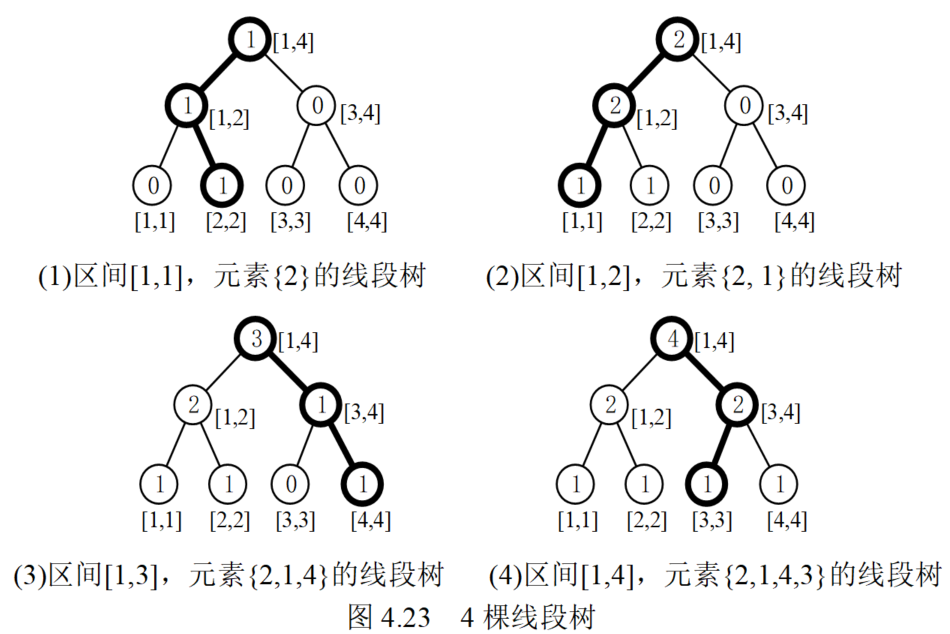 1 [1,4]
1 [1,2] 0 [3,4]
0 1 0 0
[1,1] [2,2] [3,3] [4,4]
(1)区间[1,1]，元素{2}的线段树
2 [1,4]
2 [1,2] 0 [3,4]
1 1 0 0
[1,1] [2,2] [3,3] [4,4]
(2)区间[1,2]，元素{2, 1}的线段树
3 [1,4]
2 [1,2] 1 [3,4]
1 1 0 1
[1,1] [2,2] [3,3] [4,4]
(3)区间[1,3]，元素{2,1,4}的线段树
4 [1,4]
2 [1,2] 2 [3,4]
1 1 1 1
[1,1] [2,2] [3,3] [4,4]
(4)区间[1,4]，元素{2,1,4,3}的线段树
图 4.23 4 棵线段树